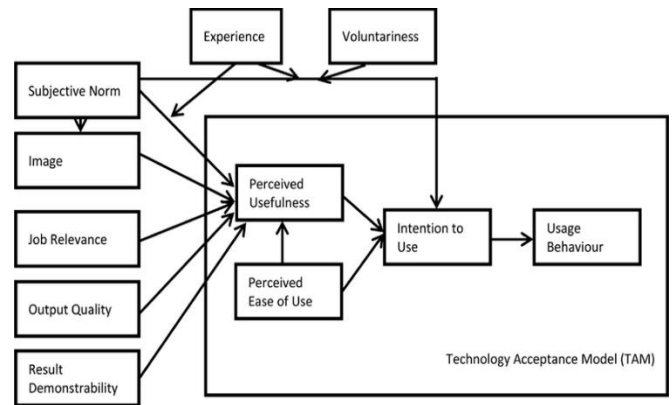 Experience
Voluntariness
Subjective Norm
Image
Job Relevance
Output Quality
Result
Demonstrability
Perceived
Usefulness
Perceived
Ease of Use
Intention to
Use
Usage
Behaviour
Technology Acceptance Model (TAM)